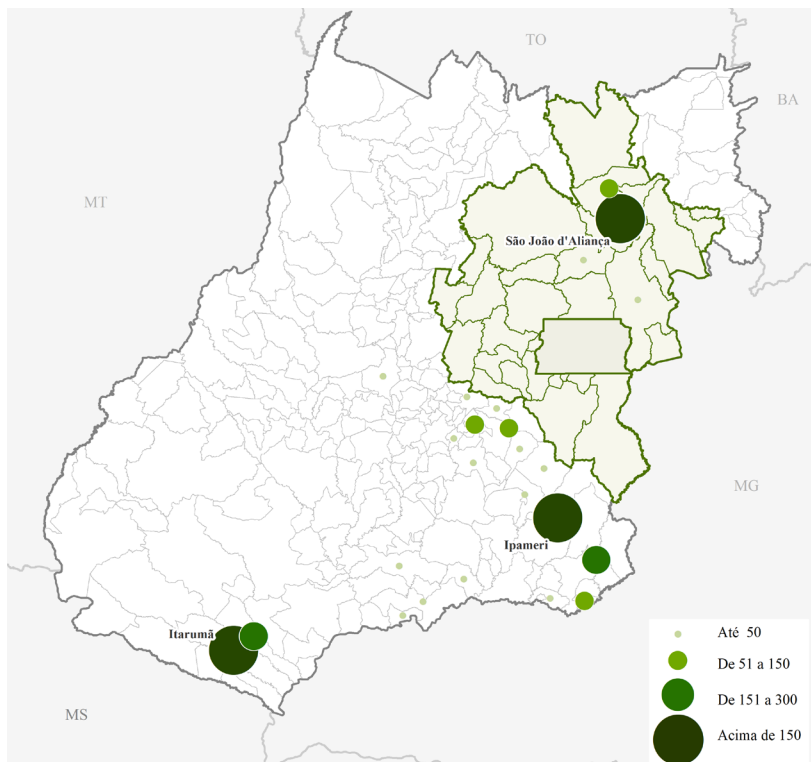 TO
BA
MT
São João d'Aliança
MG
Ipameri
Itarumã
MS
Até 50
De 51 a 150
De 151 a 300
Acima de 150